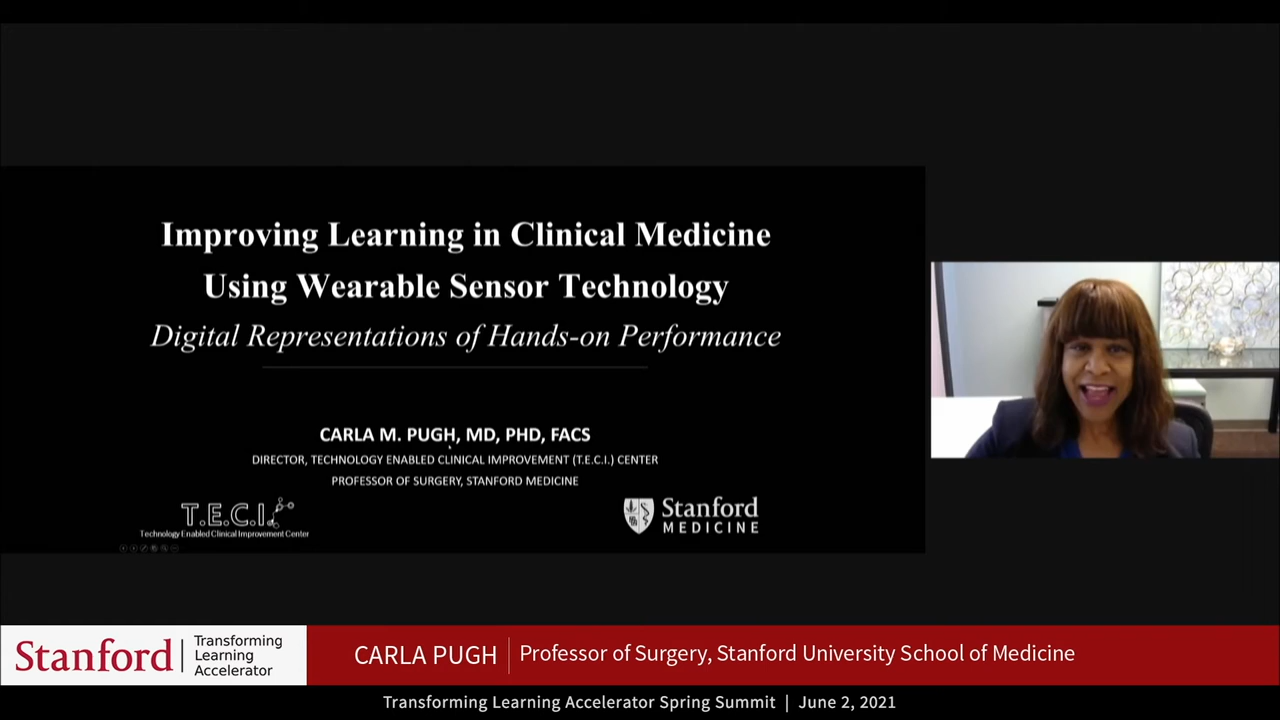 Improving Learning in Clinical Medicine
Using Wearable Sensor Technology
Digital Representations of Hands-on Performance
CARLA M. PUGH, MD, PHD, FACS
DIRECTOR, TECHNOLOGY ENABLED CLINICAL IMPROVEMENT (T.E.C.I.) CENTER
PROFESSOR OF SURGERY, STANFORD MEDICINE
T.E.C.I.
Technology Enabled Clinical Improvement Center
Stanford
MEDICINE
Stanford
Transforming
Learning
Accelerator
CARLA PUGH
Professor of Surgery, Stanford University School of Medicine
Transforming Learning Accelerator Spring Summit | June 2, 2021